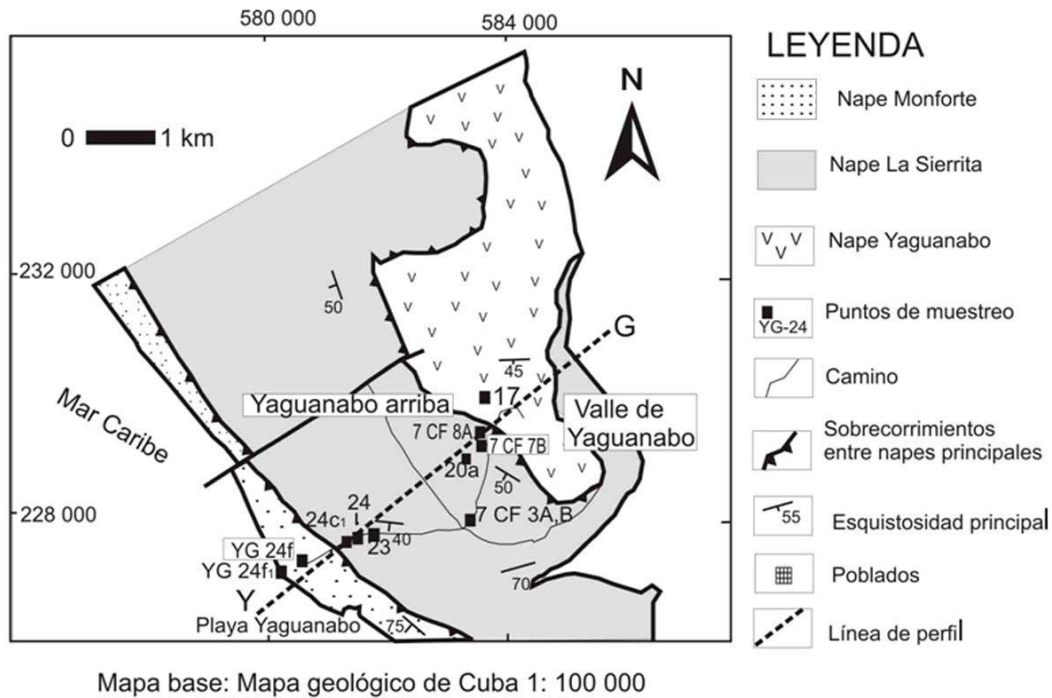 580 000
584 000
0 1 km
N
232 000
50
G
45
Mar Caribe
Yaguanabo arriba
17
Valle de
Yaguanabo
7 CF 8A
7 CF 7B
20a
50
228 000
24
24c₁
23
40
7 CF 3A,B
YG 24f
YG 24f₁
70
Y
Playa Yaguanabo
75
LEYENDA
Nape Monforte
Nape La Sierrita
V V
V
Nape Yaguanabo
YG-24
Puntos de muestreo
Camino
Sobrecorrimientos
entre napes principales
55
Esquistosidad principal
Poblados
Línea de perfil
Mapa base: Mapa geológico de Cuba 1: 100 000